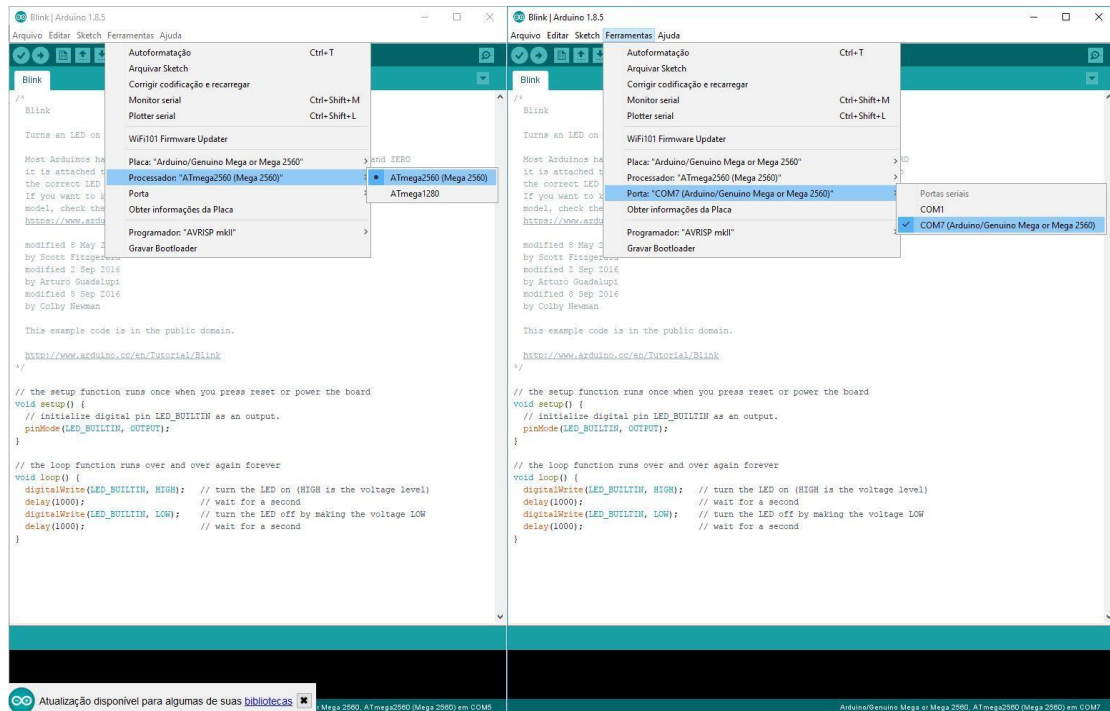 Blink | Arduino 1.8.5
Arquivo Editar Sketch Ferramentas Ajuda
Autoformatação Ctrl+T
Arquivar Sketch
Corrigir codificação e recarregar
Monitor serial Ctrl+Shift+M
Plotter serial Ctrl+Shift+L
WiFi101 Firmware Updater
Placa: "Arduino/Genuino Mega or Mega 2560"
Processador: "ATmega2560 (Mega 2560)"
ATmega2560 (Mega 2560)
ATmega1280
Porta
Obter informações da Placa
Programador: "AVRISP mkII"
Gravar Bootloader
Blink
/*
Blink
Turns an LED on
Most Arduinos ha
and ZERO
it is attached t
the correct LED
If you want to k
model, check the
https://www.ardu
modified 8 May 2
by Scott Fitzgerald
modified 2 Sep 2016
by Arturo Guadalupi
modified 8 Sep 2016
by Colby Newman
This example code is in the public domain.
http://www.arduino.cc/en/Tutorial/Blink
*/
// the setup function runs once when you press reset or power the board
void setup() {
// initialize digital pin LED_BUILTIN as an output.
pinMode(LED_BUILTIN, OUTPUT);
}
// the loop function runs over and over again forever
void loop() {
digitalWrite(LED_BUILTIN, HIGH); // turn the LED on (HIGH is the voltage level)
delay(1000); // wait for a second
digitalWrite(LED_BUILTIN, LOW); // turn the LED off by making the voltage LOW
delay(1000); // wait for a second
}
Atualização disponível para algumas de suas bibliotecas
r Mega 2560, ATmega2560 (Mega 2560) em COM5
Blink | Arduino 1.8.5
Arquivo Editar Sketch Ferramentas Ajuda
Autoformatação Ctrl+T
Arquivar Sketch
Corrigir codificação e recarregar
Monitor serial Ctrl+Shift+M
Plotter serial Ctrl+Shift+L
WiFi101 Firmware Updater
Placa: "Arduino/Genuino Mega or Mega 2560"
Processador: "ATmega2560 (Mega 2560)"
Porta: "COM7 (Arduino/Genuino Mega or Mega 2560)"
Portas seriais
COM1
COM7 (Arduino/Genuino Mega or Mega 2560)
Obter informações da Placa
Programador: "AVRISP mkII"
Gravar Bootloader
Blink
/*
Blink
Turns an LED on
Most Arduinos ha
RO
it is attached t
the correct LED
If you want to k
model, check the
https://www.ardu
modified 8 May 2
by Scott Fitzgerald
modified 2 Sep 2016
by Arturo Guadalupi
modified 8 Sep 2016
by Colby Newman
This example code is in the public domain.
http://www.arduino.cc/en/Tutorial/Blink
*/
// the setup function runs once when you press reset or power the board
void setup() {
// initialize digital pin LED_BUILTIN as an output.
pinMode(LED_BUILTIN, OUTPUT);
}
// the loop function runs over and over again forever
void loop() {
digitalWrite(LED_BUILTIN, HIGH); // turn the LED on (HIGH is the voltage level)
delay(1000); // wait for a second
digitalWrite(LED_BUILTIN, LOW); // turn the LED off by making the voltage LOW
delay(1000); // wait for a second
}
Arduino/Genuino Mega or Mega 2560, ATmega2560 (Mega 2560) em COM7